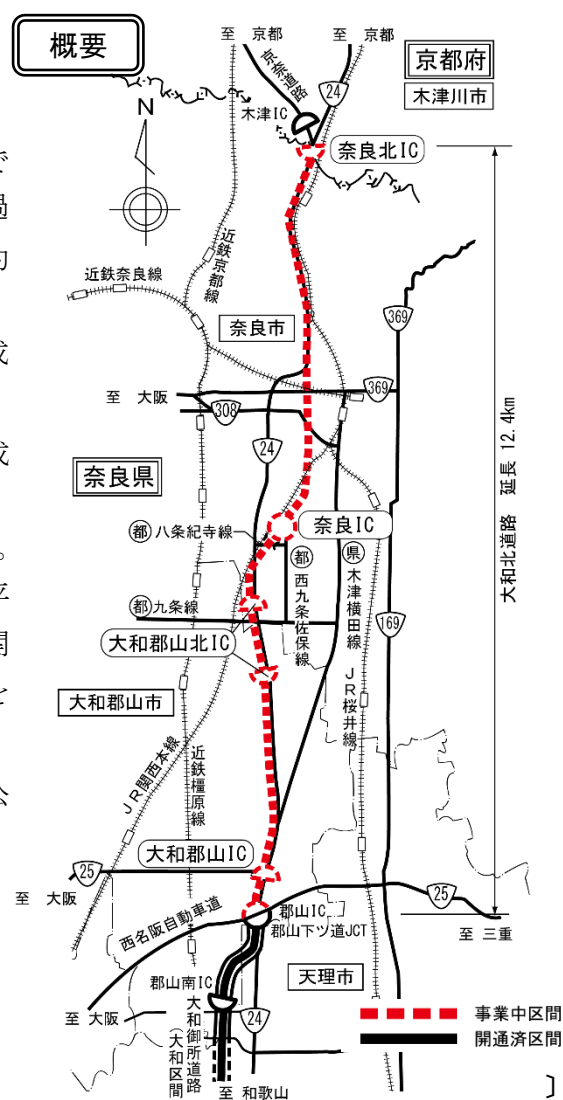 概要
至 京都
至 京都
京奈道路
24
京都府
木津川市
木津IC
N
奈良北IC
で
過
的
近鉄京都線
近鉄奈良線
369
奈良市
成
至 大阪
369
308
大和北道路 延長 12.4km
24
成
奈良県
奈良IC
都 八条紀寺線
都
西九条佐保線
県
木津横田線
。
都 九条線
169
大和郡山北IC
JR桜井線
大和郡山市
と
JR関西本線
近鉄橿原線
大和郡山IC
25
至 大阪
25
西名阪自動車道
郡山IC
郡山下ツ道JCT
至 三重
郡山南IC
天理市
至 大阪
大和御所道路
大和区間
24
至 和歌山
事業中区間
開通済区間
〕